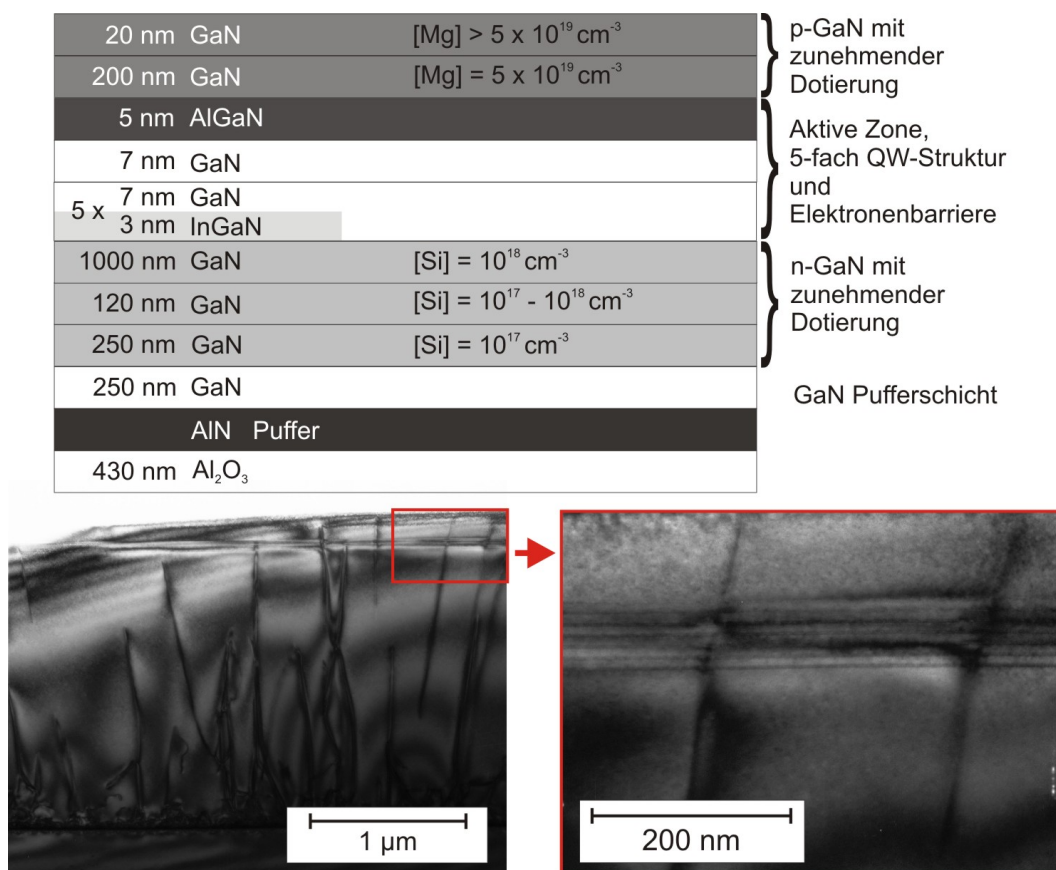 20 nm GaN [Mg] > 5 x 10¹⁹ cm⁻³
200 nm GaN [Mg] = 5 x 10¹⁹ cm⁻³
p-GaN mit
zunehmender
Dotierung
5 nm AlGaN
7 nm GaN
5 x 7 nm GaN
3 nm InGaN
Aktive Zone,
5-fach QW-Struktur
und
Elektronenbarriere
1000 nm GaN [Si] = 10¹⁸ cm⁻³
120 nm GaN [Si] = 10¹⁷ - 10¹⁸ cm⁻³
250 nm GaN [Si] = 10¹⁷ cm⁻³
n-GaN mit
zunehmender
Dotierung
250 nm GaN
GaN Pufferschicht
AlN Puffer
430 nm Al₂O₃
1 µm
200 nm